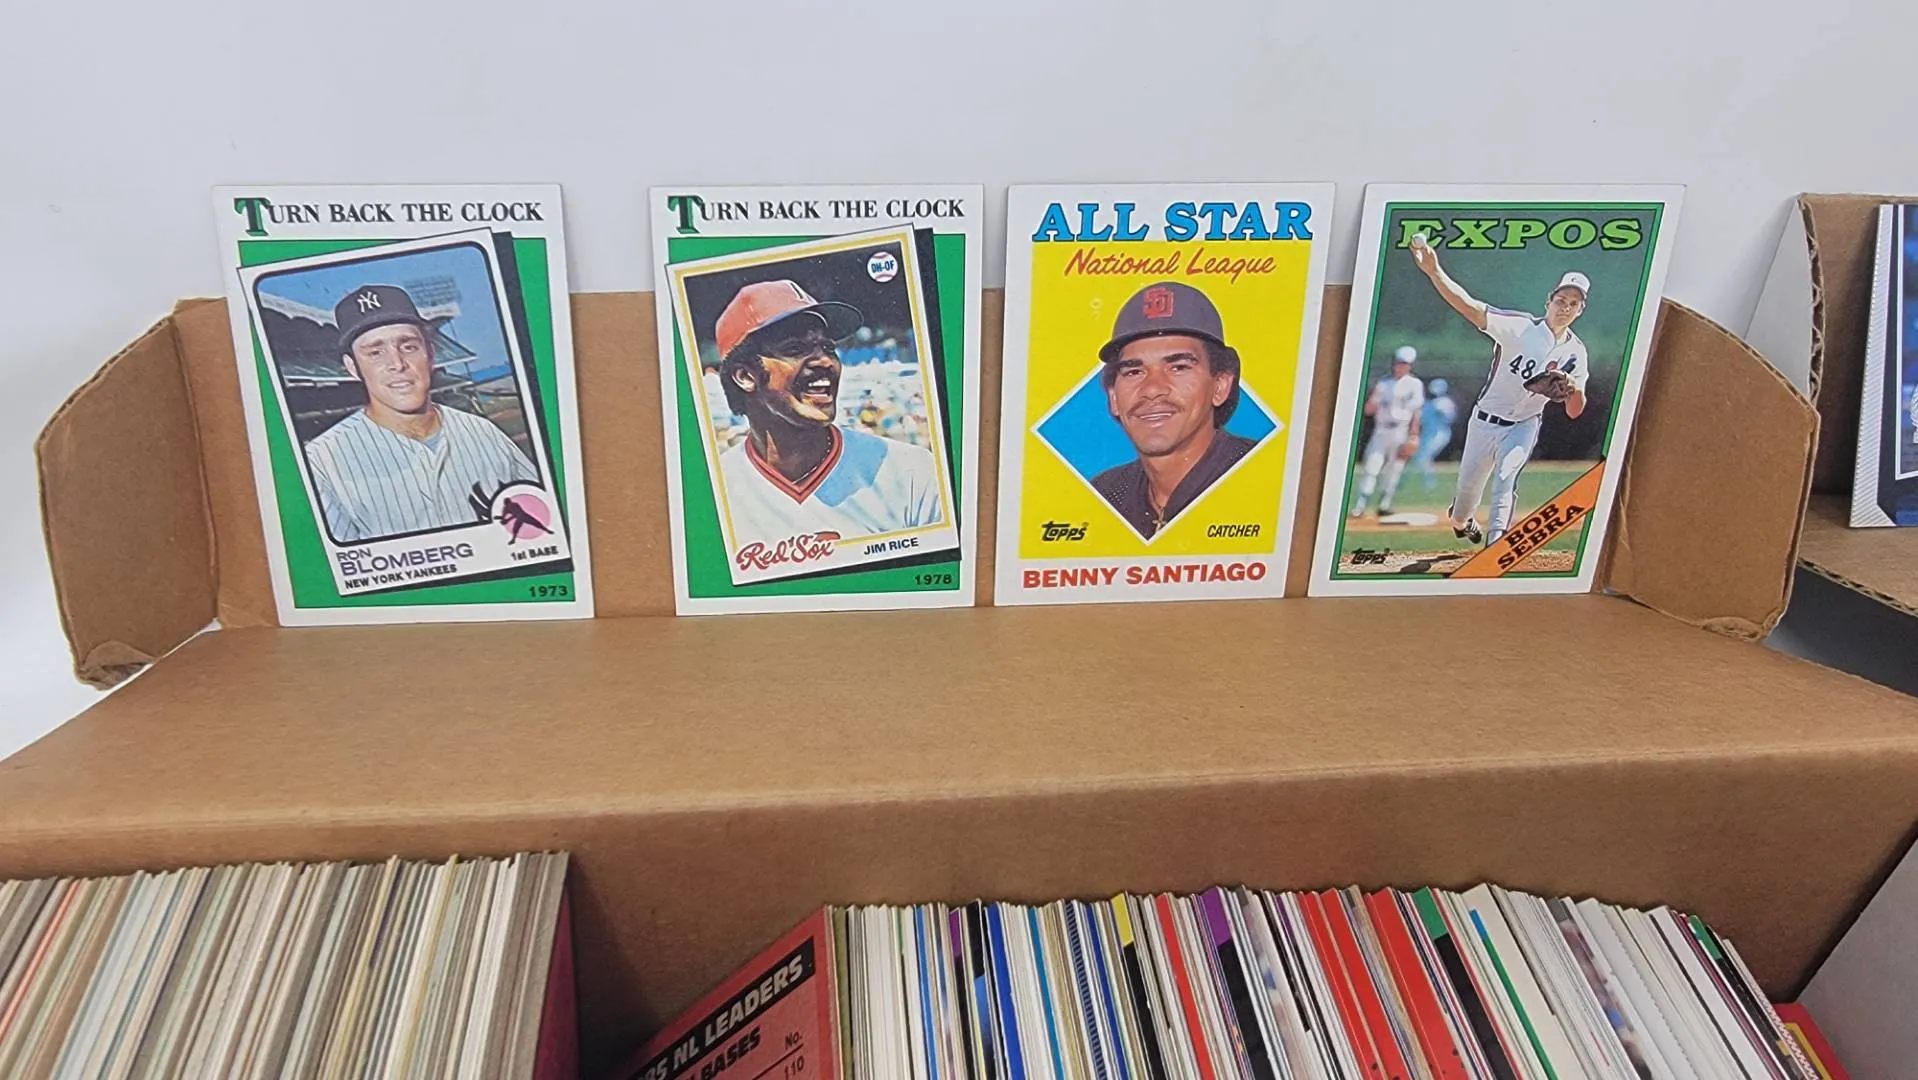 TURN BACK THE CLOCK
NY
RON
BLOMBERG
NEW YORK YANKEES
1st BASE
1973
TURN BACK THE CLOCK
DH-OF
Red Sox
JIM RICE
1978
ALL STAR
National League
SD
Topps
CATCHER
BENNY SANTIAGO
EXPOS
48
BOB
SEBRA
Topps
NL LEADERS
BASES
No.
110